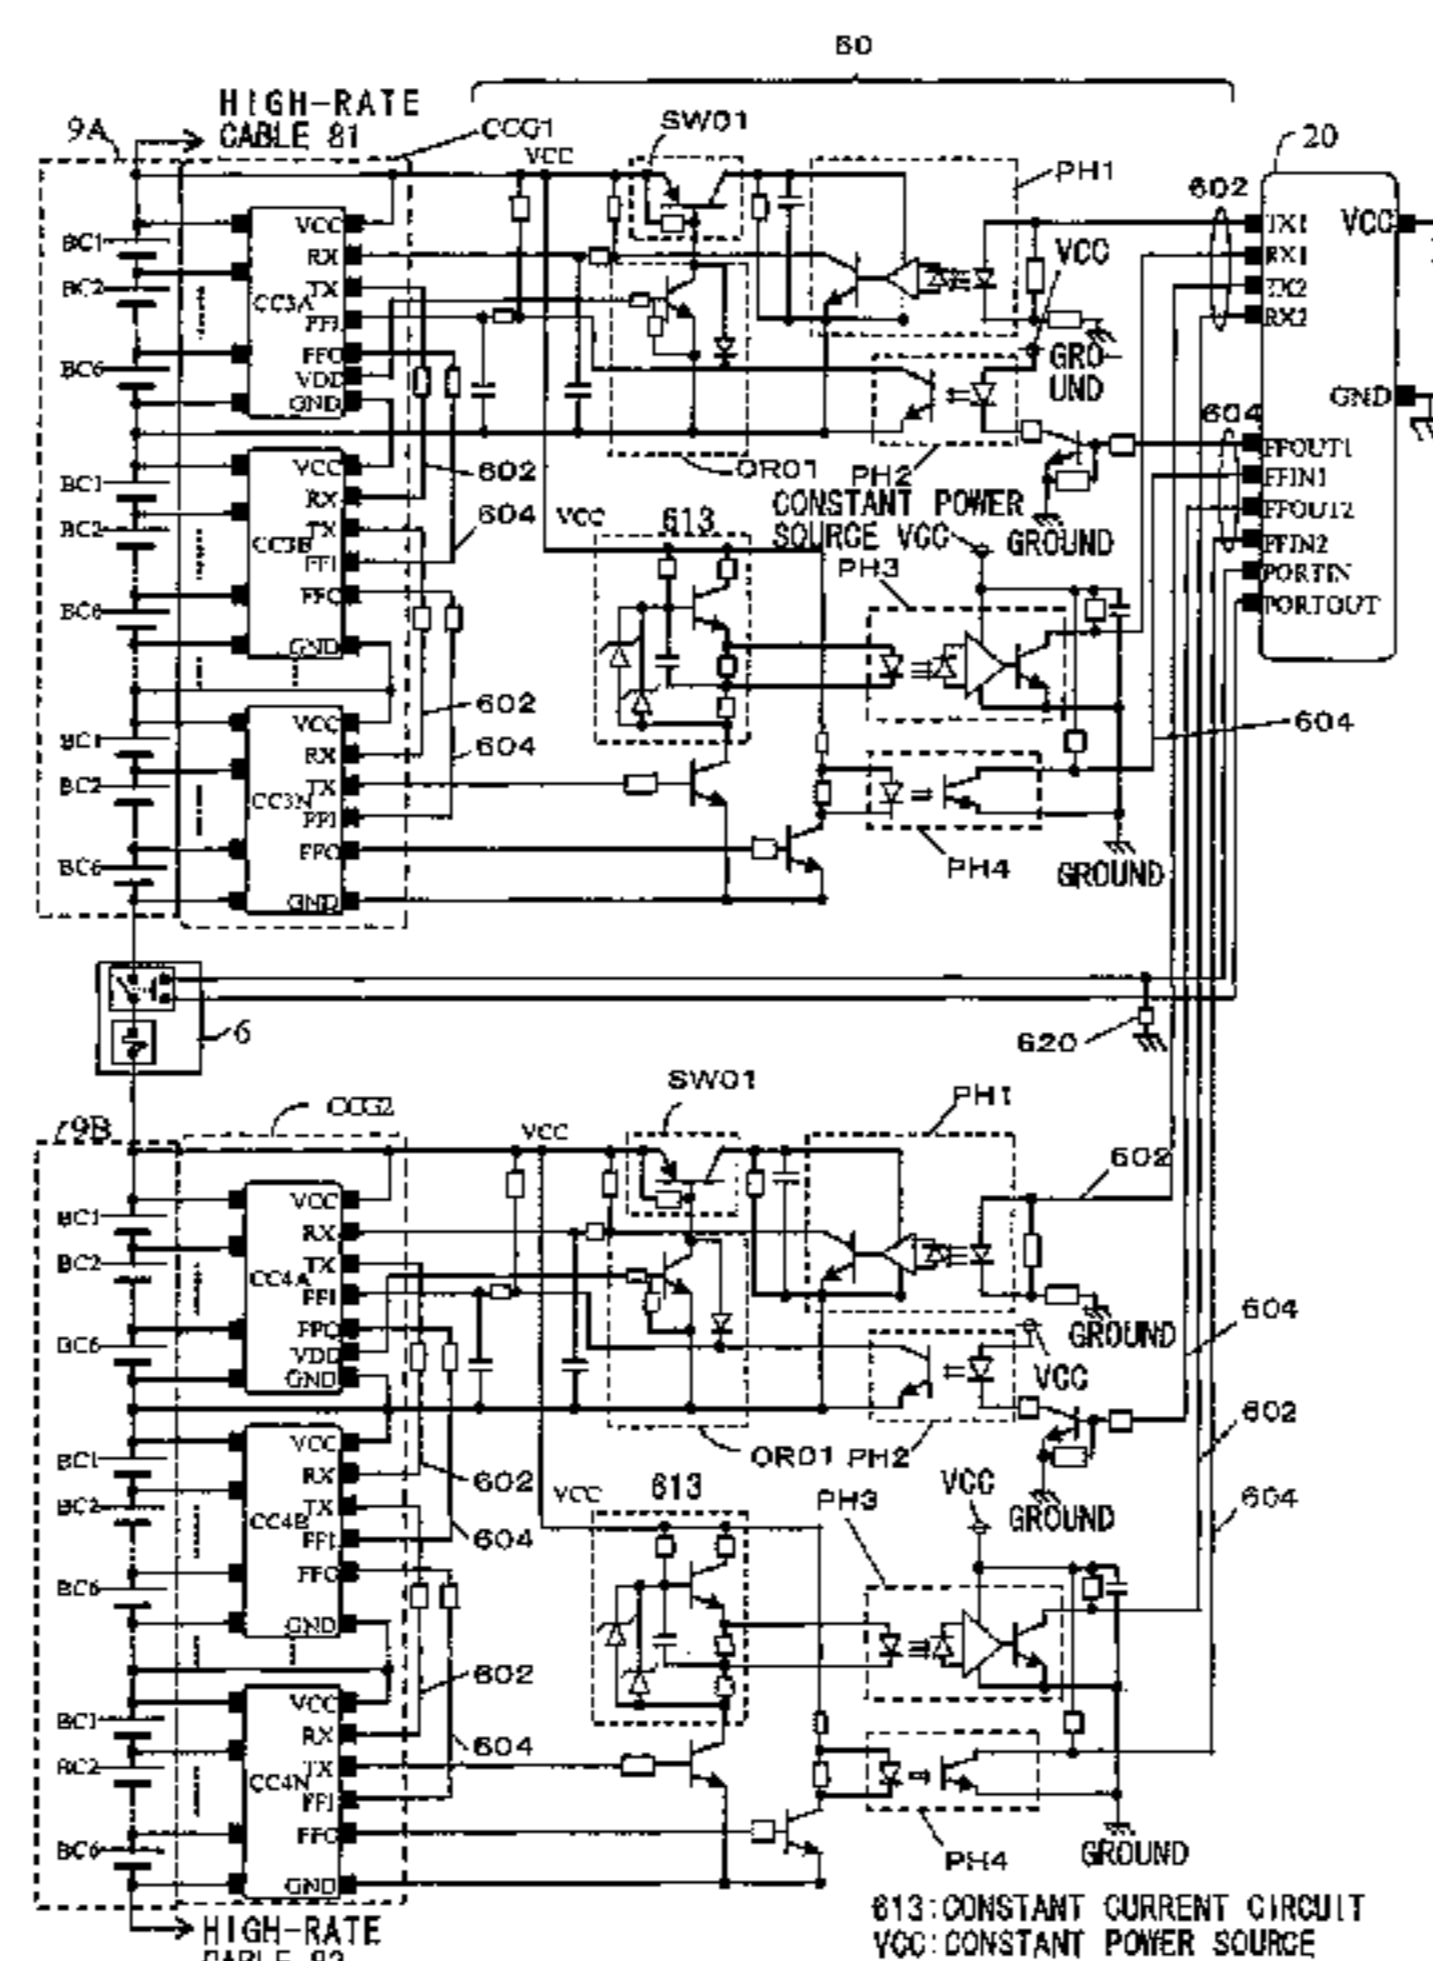 60
HIGH-RATE
CABLE 81
9A
CCG1
SW01
VCC
PH1
20
602
TX1
VCC
RX1
TX2
RX2
VCC
BC1
BC2
BC6
CC3A
VCC
RX
TX
FFI
FFO
VDD
GND
GRO
UND
GND
604
FFOUT1
FFIN1
FFOUT2
FFIN2
PORTIN
PORTOUT
602
OR01
PH2
CONSTANT POWER
SOURCE VCC
GROUND
BC1
BC2
BC6
CC3B
VCC
RX
TX
FFI
FFO
GND
604
VCC
613
PH3
602
604
604
BC1
BC2
BC6
CC3N
VCC
RX
TX
FFI
FFO
GND
PH4
GROUND
6
620
SW01
PH1
9B
CCG2
VCC
602
BC1
BC2
BC6
CC4A
VCC
RX
TX
FFI
FFO
VDD
GND
GROUND
604
VCC
602
OR01
PH2
BC1
BC2
BC6
CC4B
VCC
RX
TX
FFI
FFO
GND
602
VCC
613
PH3
VCC
GROUND
604
604
602
604
BC1
BC2
BC6
CC4N
VCC
RX
TX
FFI
FFO
GND
PH4
GROUND
HIGH-RATE
613:CONSTANT CURRENT CIRCUIT
VCC:CONSTANT POWER SOURCE